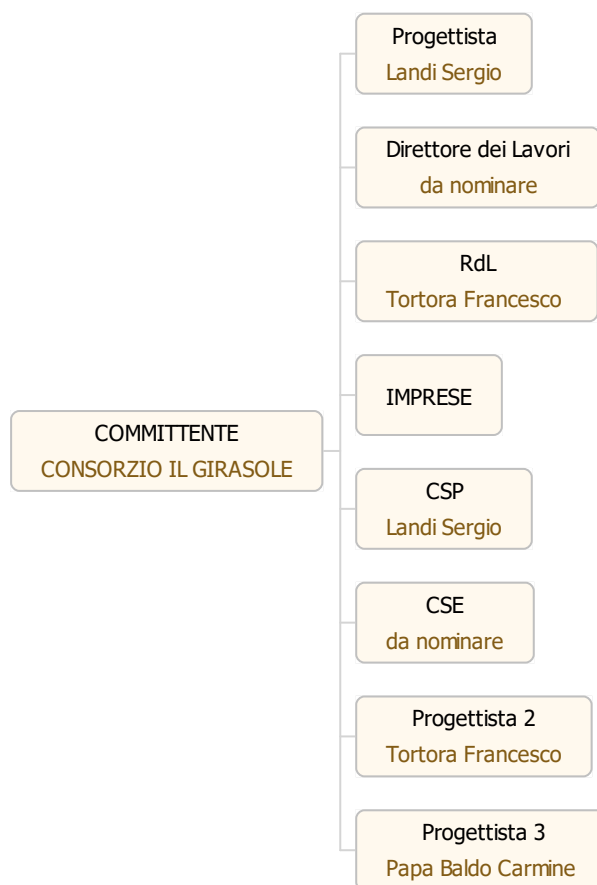 Progettista
Landi Sergio
Direttore dei Lavori
da nominare
RdL
Tortora Francesco
IMPRESE
COMMITTENTE
CONSORZIO IL GIRASOLE
CSP
Landi Sergio
CSE
da nominare
Progettista 2
Tortora Francesco
Progettista 3
Papa Baldo Carmine